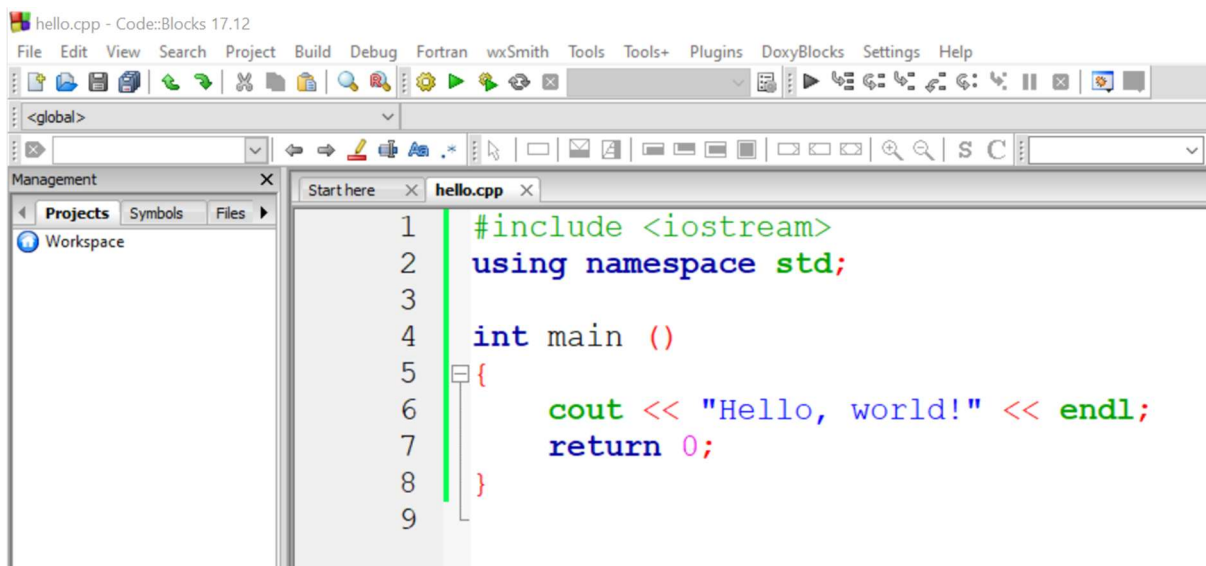 hello.cpp - Code::Blocks 17.12
File Edit View Search Project Build Debug Fortran wxSmith Tools Tools+ Plugins DoxyBlocks Settings Help
<global>
Management
Start here hello.cpp
Projects Symbols Files
Workspace
1 #include <iostream>
2 using namespace std;
3
4 int main ()
5 {
6 cout << "Hello, world!" << endl;
7 return 0;
8 }
9